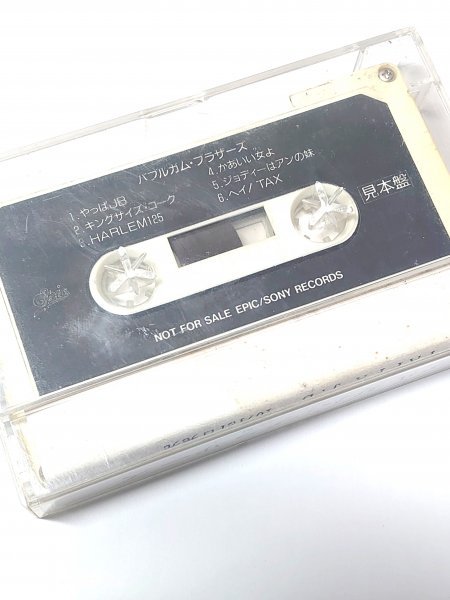 バブルガム・ブラザーズ
1. やっぱJB
2. キングサイズ・コーク
3. HARLEM125
4. かあいい女よ
5. ジョディーはアンの妹
6. ヘイ! TAX
見本盤
Epic
NOT FOR SALE EPIC/SONY RECORDS